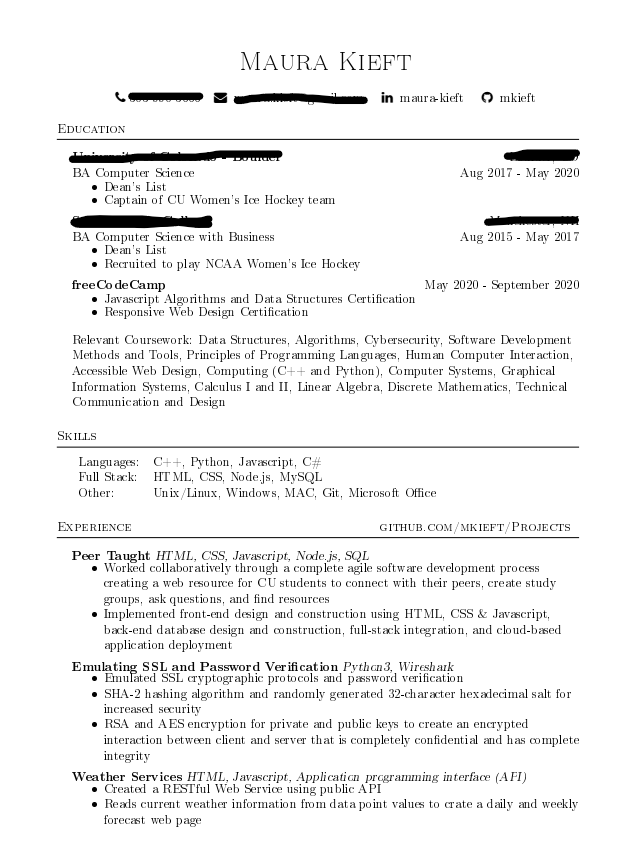 Maura Kieft
maura-kieft mkieft
Education
BA Computer Science Aug 2017 - May 2020
• Dean's List
• Captain of CU Women's Ice Hockey team
BA Computer Science with Business Aug 2015 - May 2017
• Dean's List
• Recruited to play NCAA Women's Ice Hockey
freeCodeCamp May 2020 - September 2020
• Javascript Algorithms and Data Structures Certification
• Responsive Web Design Certification
Relevant Coursework: Data Structures, Algorithms, Cybersecurity, Software Development
Methods and Tools, Principles of Programming Languages, Human Computer Interaction,
Accessible Web Design, Computing (C++ and Python), Computer Systems, Graphical
Information Systems, Calculus I and II, Linear Algebra, Discrete Mathematics, Technical
Communication and Design
Skills
Languages: C++, Python, Javascript, C#
Full Stack: HTML, CSS, Node.js, MySQL
Other: Unix/Linux, Windows, MAC, Git, Microsoft Office
Experience github.com/mkieft/Projects
Peer Taught HTML, CSS, Javascript, Node.js, SQL
• Worked collaboratively through a complete agile software development process
creating a web resource for CU students to connect with their peers, create study
groups, ask questions, and find resources
• Implemented front-end design and construction using HTML, CSS & Javascript,
back-end database design and construction, full-stack integration, and cloud-based
application deployment
Emulating SSL and Password Verification Python3, Wireshark
• Emulated SSL cryptographic protocols and password verification
• SHA-2 hashing algorithm and randomly generated 32-character hexadecimal salt for
increased security
• RSA and AES encryption for private and public keys to create an encrypted
interaction between client and server that is completely confidential and has complete
integrity
Weather Services HTML, Javascript, Application programming interface (API)
• Created a RESTful Web Service using public API
• Reads current weather information from data point values to crate a daily and weekly
forecast web page